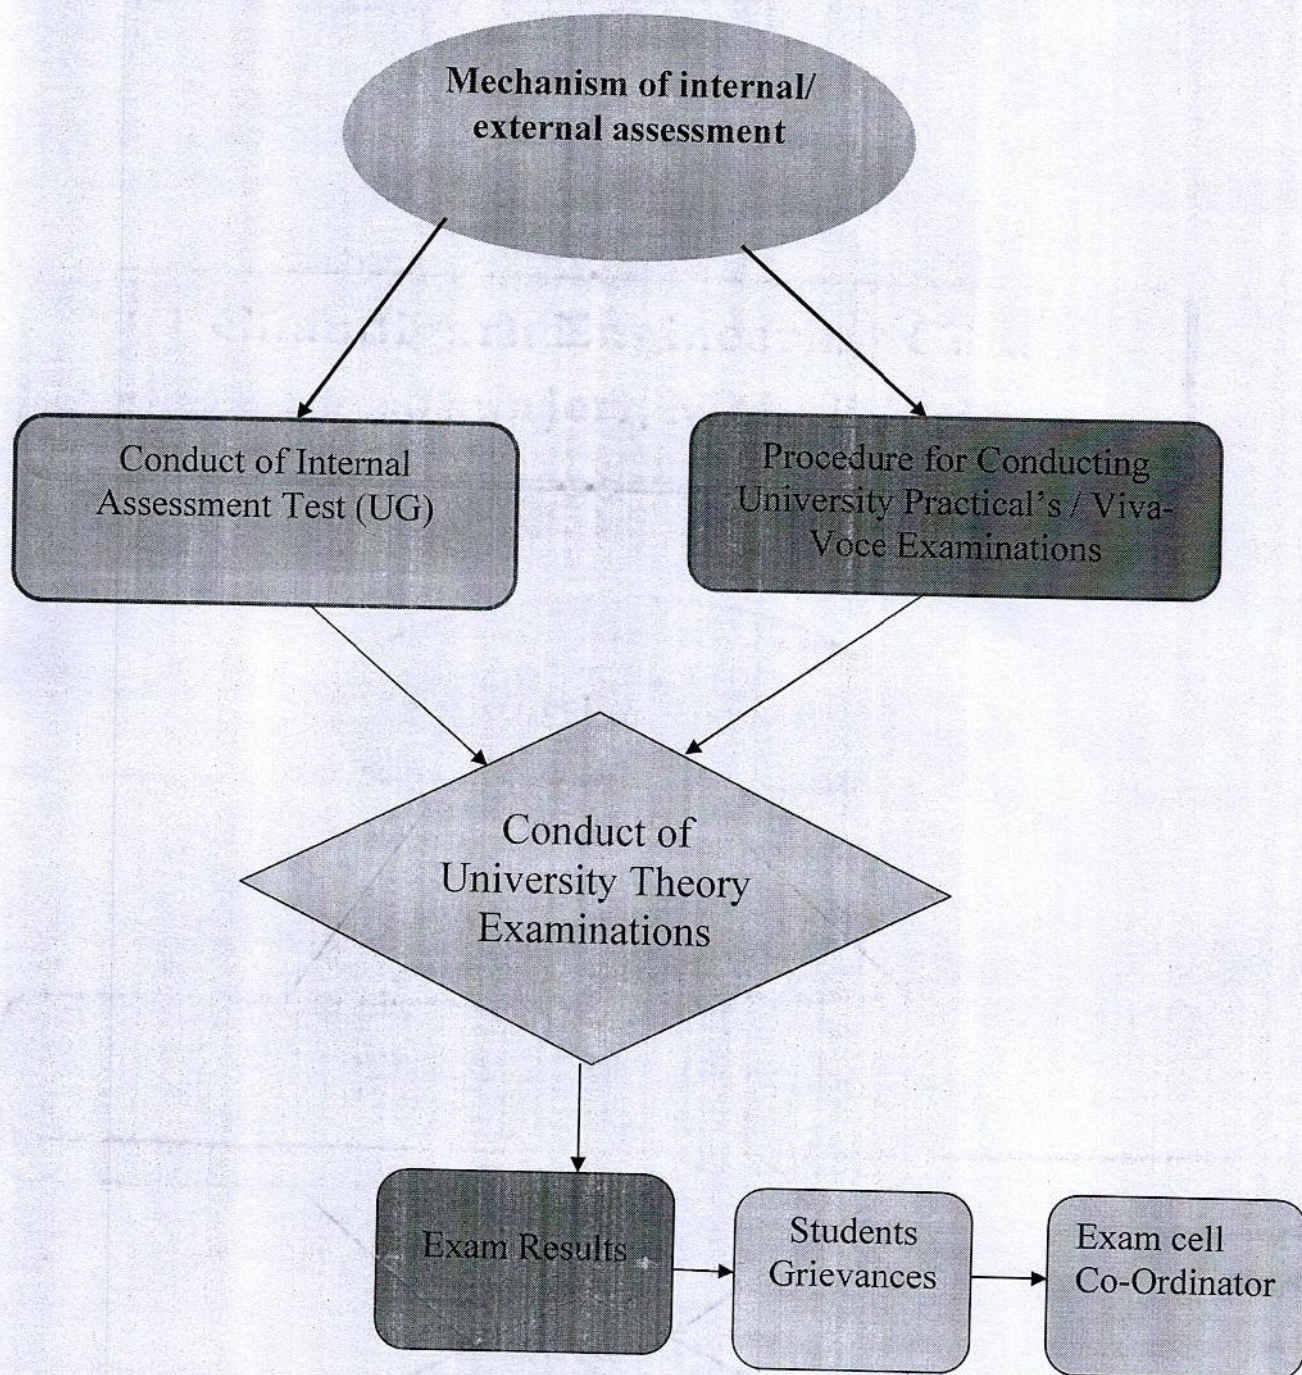 Mechanism of internal/
external assessment
Conduct of Internal
Assessment Test (UG)
Procedure for Conducting
University Practical's / Viva-
Voce Examinations
Conduct of
University Theory
Examinations
Exam Results
Students
Grievances
Exam cell
Co-Ordinator